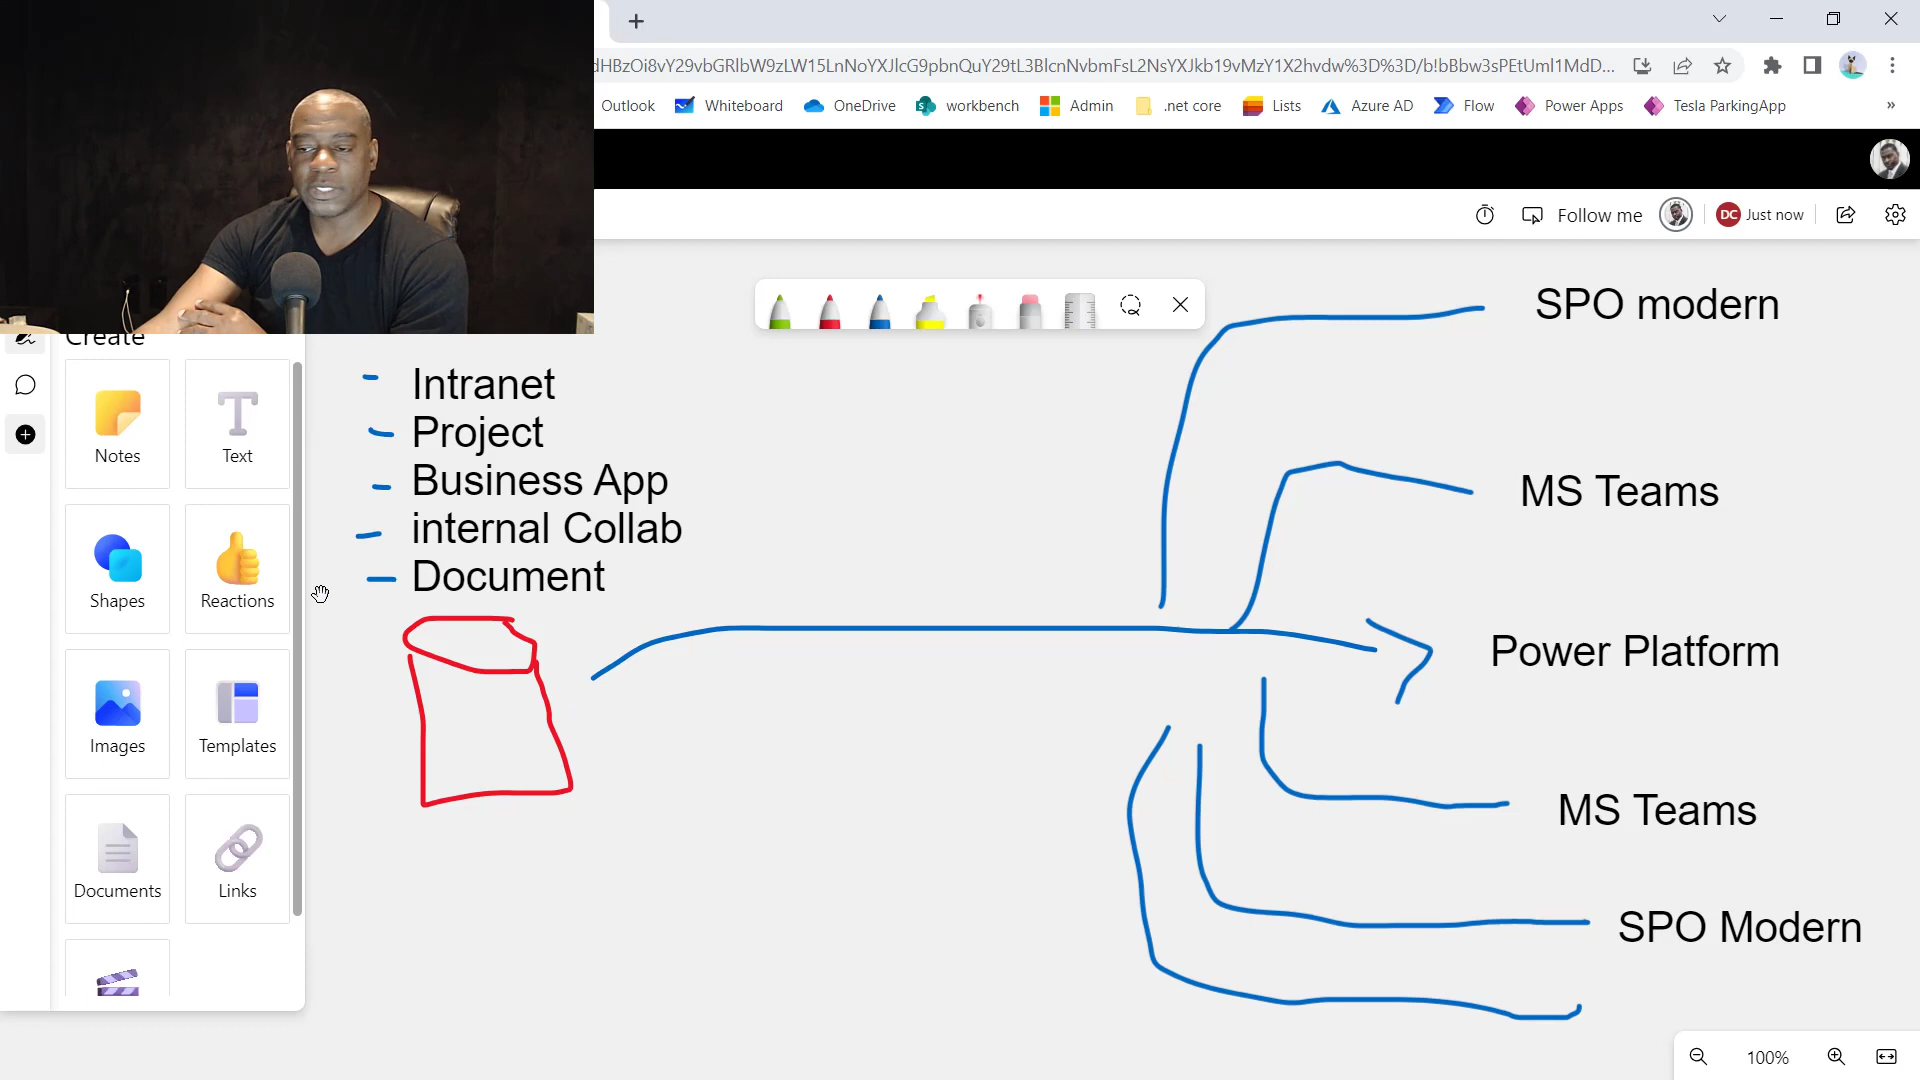 dHBzOi8vY29vbGRlbW9zLW15LnNoYXJlcG9pbnQuY29tL3BlcnNvbmFsL2NsYXJkb19vMzY1X2hvdw%3D%3D/b!bBbw3sPEtUml1MdD...
Outlook Whiteboard OneDrive workbench Admin .net core Lists Azure AD Flow Power Apps Tesla ParkingApp »
Follow me DC Just now
Create
Notes Text
Shapes Reactions
Images Templates
Documents Links
Intranet
Project
Business App
internal Collab
Document
SPO modern
MS Teams
Power Platform
MS Teams
SPO Modern
100%